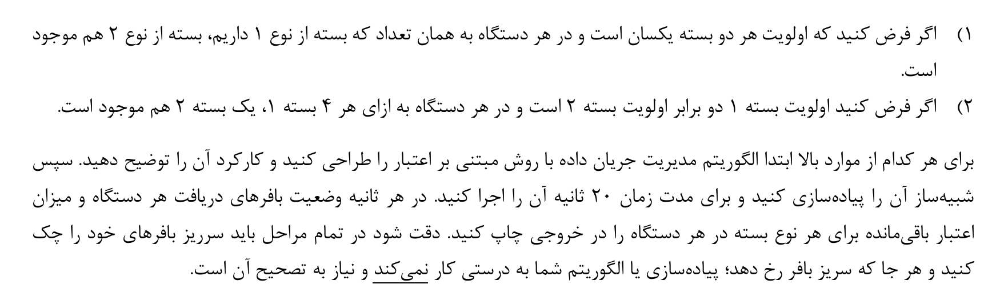 ۱) اگر فرض کنید که اولویت هر دو بسته یکسان است و در هر دستگاه به همان تعداد که بسته از نوع ۱ داریم، بسته از نوع ۲ هم موجود
است.
۲) اگر فرض کنید اولویت بسته ۱ دو برابر اولویت بسته ۲ است و در هر دستگاه به ازای هر ۴ بسته ۱، یک بسته ۲ هم موجود است.
برای هر کدام از موارد بالا ابتدا الگوریتم مدیریت جریان داده با روش مبتنی بر اعتبار را طراحی کنید و کارکرد آن را توضیح دهید. سپس
شبیه‌ساز آن را پیاده‌سازی کنید و برای مدت زمان ۲۰ ثانیه آن را اجرا کنید. در هر ثانیه وضعیت بافرهای دریافت هر دستگاه و میزان
اعتبار باقی‌مانده برای هر نوع بسته در هر دستگاه را در خروجی چاپ کنید. دقت شود در تمام مراحل باید سرریز بافرهای خود را چک
کنید و هر جا که سریز بافر رخ دهد؛ پیاده‌سازی یا الگوریتم شما به درستی کار نمی‌کند و نیاز به تصحیح آن است.